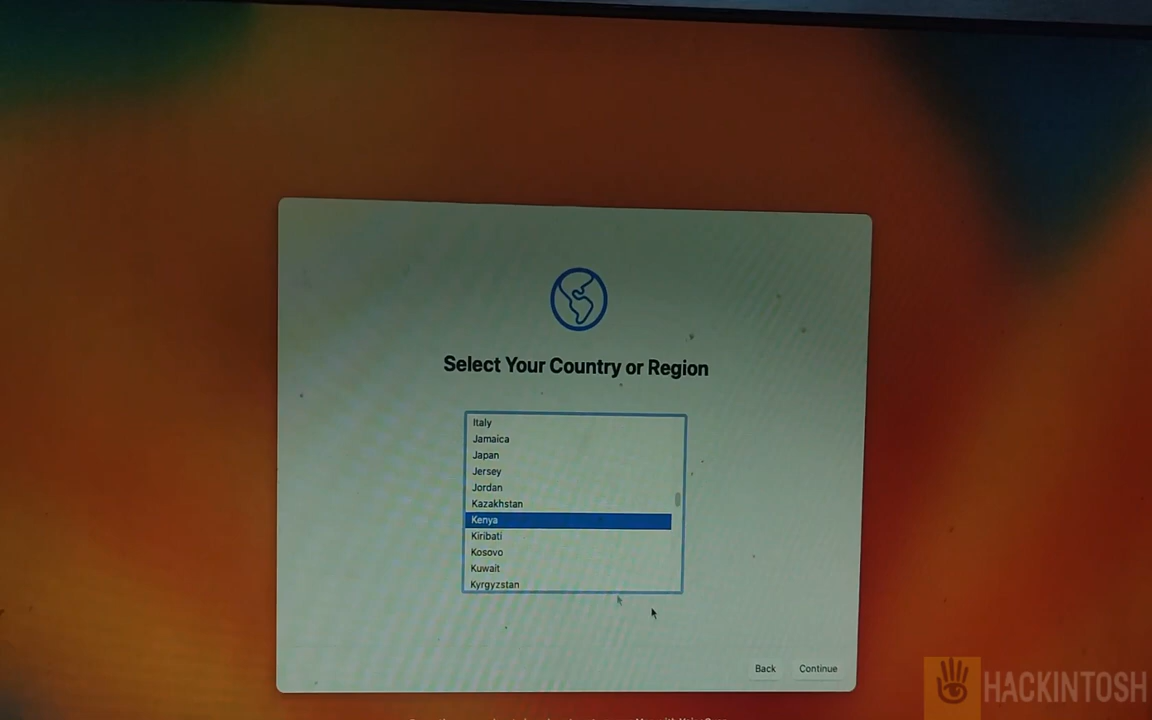 Select Your Country or Region
Italy
Jamaica
Japan
Jersey
Jordan
Kazakhstan
Kenya
Kiribati
Kosovo
Kuwait
Kyrgyzstan
Back
Continue
HACKINTOSH